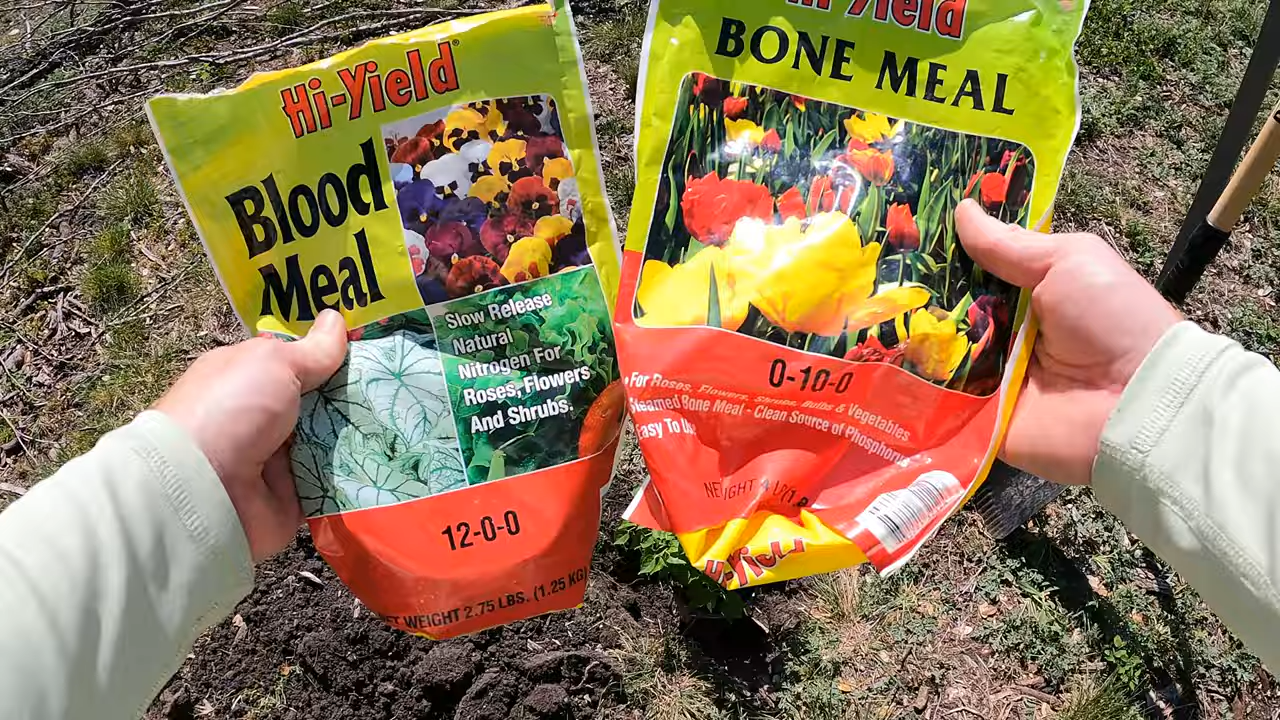 Hi-Yield
Blood
Meal
Slow Release
Natural
Nitrogen For
Roses, Flowers
And Shrubs.
12-0-0
WEIGHT 2.75 LBS. (1.25 KG)
Hi-Yield
BONE MEAL
0-10-0
For Roses, Flowers, Shrubs, Bulbs & Vegetables
Steamed Bone Meal - Clean Source of Phosphorus
Easy To
Hi-Yield